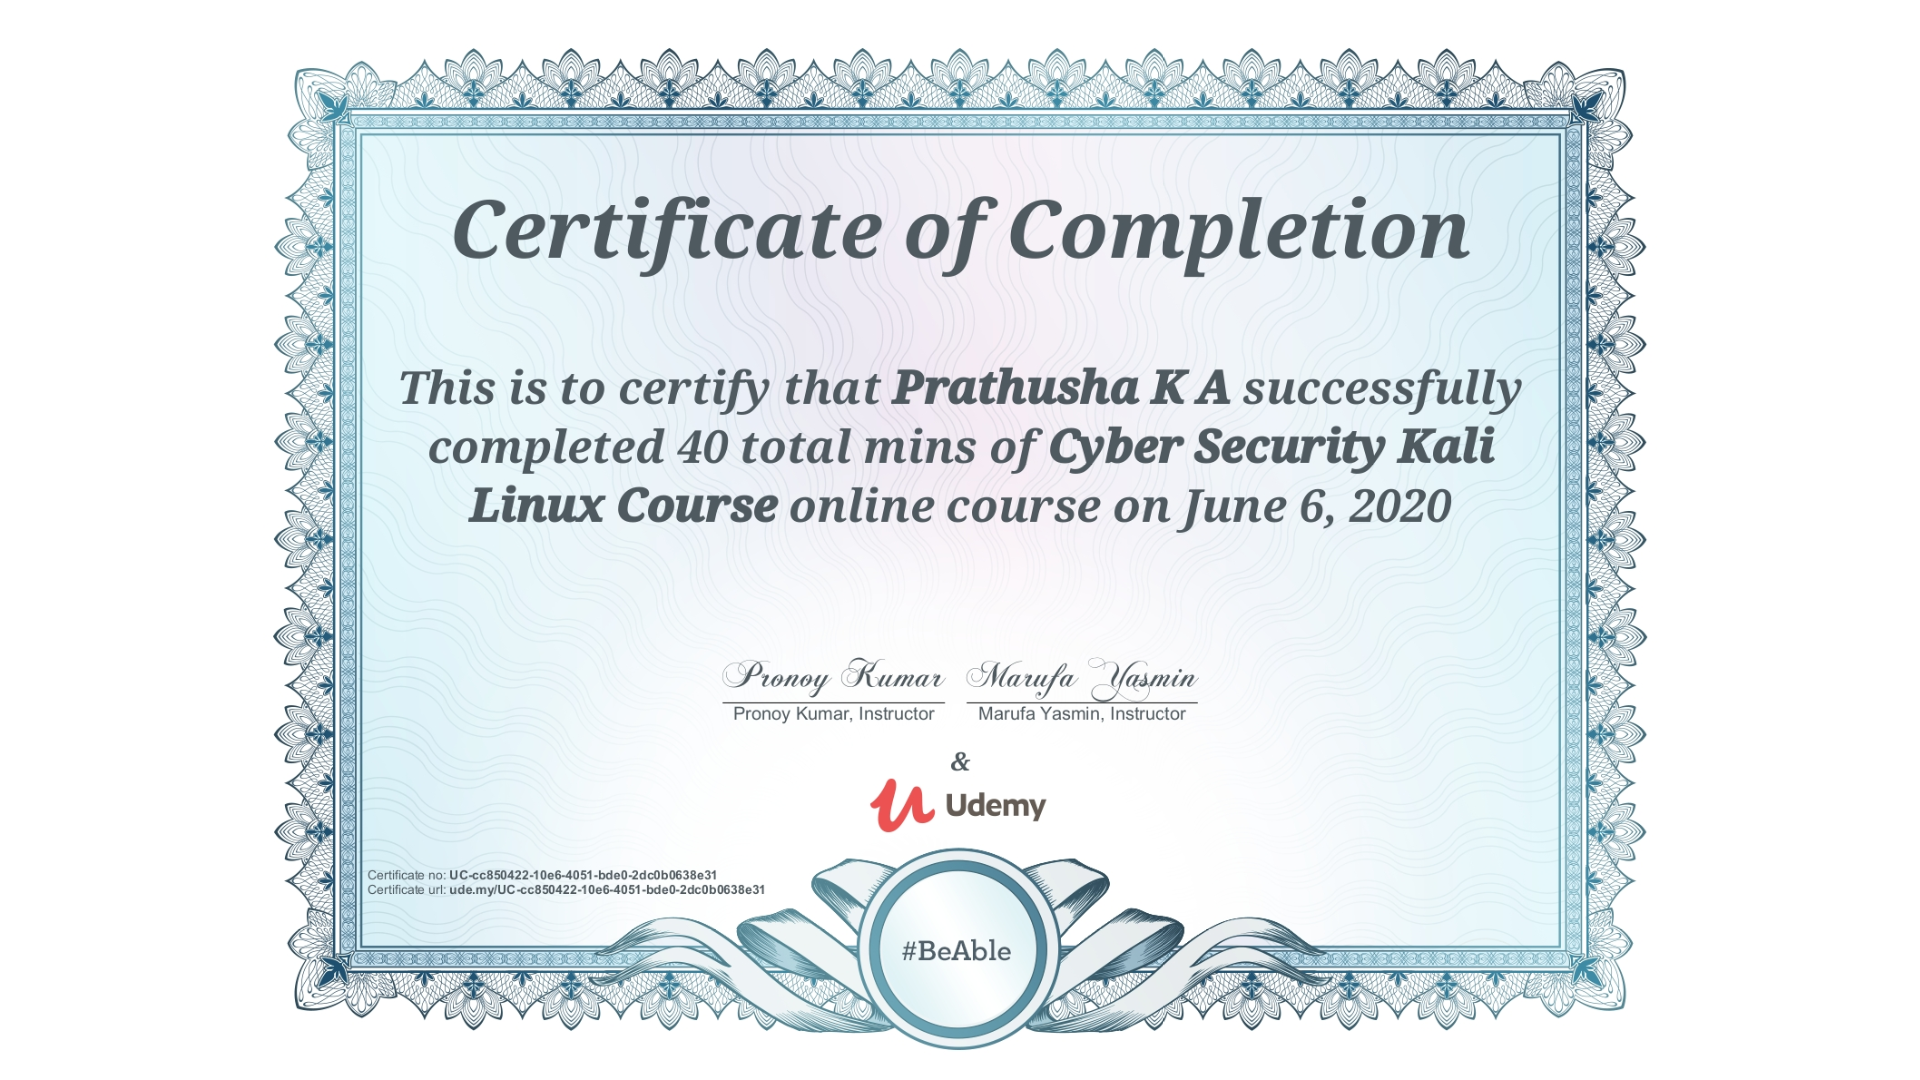 Certificate of Completion
This is to certify that Prathusha K A successfully
completed 40 total mins of Cyber Security Kali
Linux Course online course on June 6, 2020
Pronoy Kumar Marufa Yasmin
Pronoy Kumar, Instructor Marufa Yasmin, Instructor
&
Udemy
Certificate no: UC-cc850422-10e6-4051-bde0-2dc0b0638e31
Certificate url: ude.my/UC-cc850422-10e6-4051-bde0-2dc0b0638e31
#BeAble